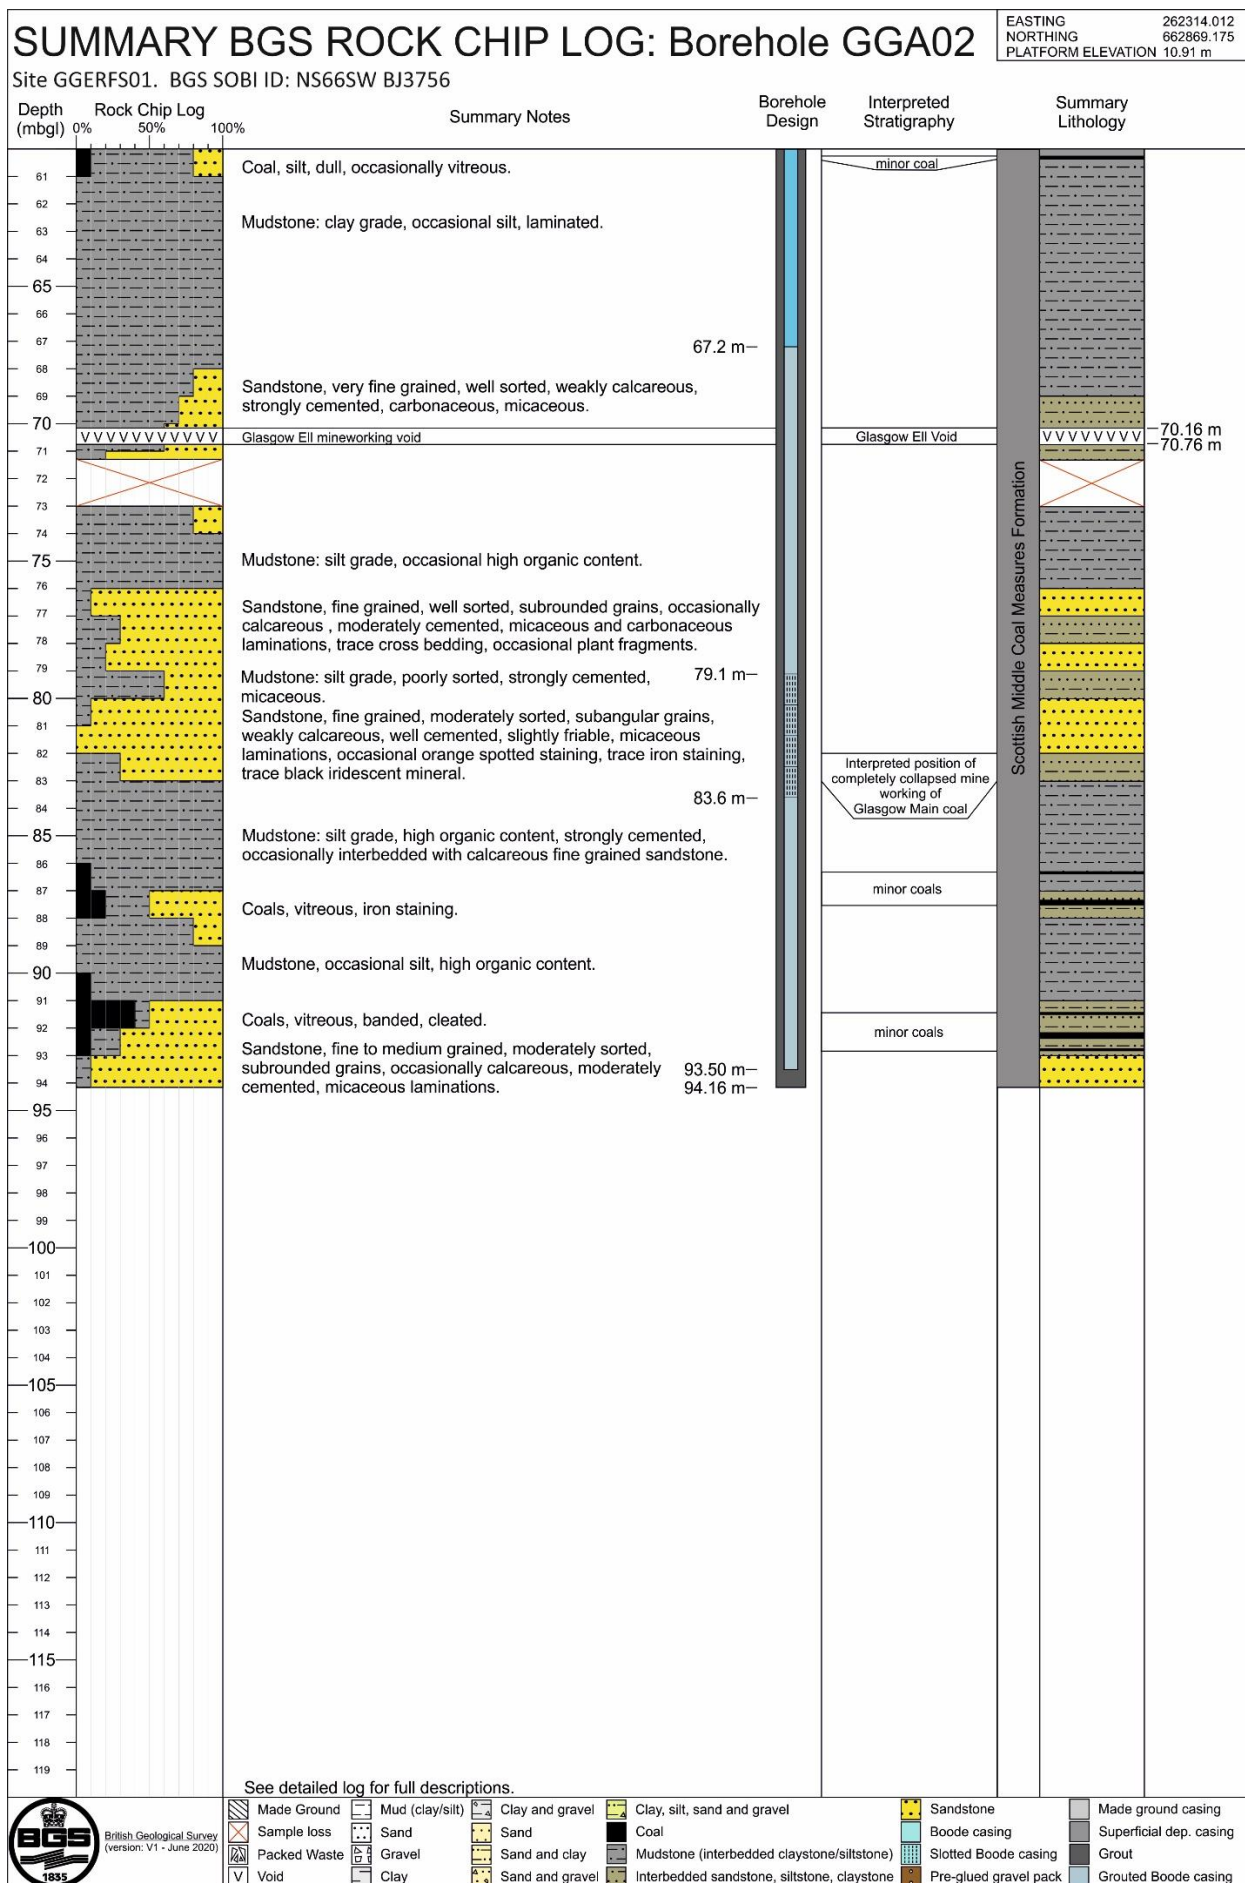 SUMMARY BGS ROCK CHIP LOG: Borehole GGA02
EASTING 262314.012
NORTHING 662869.175
PLATFORM ELEVATION 10.91 m
Site GGERFS01. BGS SOBI ID: NS66SW BJ3756
Depth (mbgl)
Rock Chip Log
0% 50% 100%
Summary Notes
Borehole Design
Interpreted Stratigraphy
Summary Lithology
Coal, silt, dull, occasionally vitreous.
minor coal
61
62
Mudstone: clay grade, occasional silt, laminated.
63
64
65
66
67
67.2 m
68
Sandstone, very fine grained, well sorted, weakly calcareous,
strongly cemented, carbonaceous, micaceous.
69
70
70.16 m
V V V V V V V V V V
Glasgow Ell mineworking void
Glasgow Ell Void
V V V V V V V V
70.76 m
71
72
73
74
75
Mudstone: silt grade, occasional high organic content.
76
Sandstone, fine grained, well sorted, subrounded grains, occasionally
calcareous , moderately cemented, micaceous and carbonaceous
laminations, trace cross bedding, occasional plant fragments.
77
78
79
79.1 m
Mudstone: silt grade, poorly sorted, strongly cemented,
micaceous.
80
Sandstone, fine grained, moderately sorted, subangular grains,
weakly calcareous, well cemented, slightly friable, micaceous
laminations, occasional orange spotted staining, trace iron staining,
trace black iridescent mineral.
81
82
83
Interpreted position of
completely collapsed mine
working of
Glasgow Main coal
83.6 m
84
85
Mudstone: silt grade, high organic content, strongly cemented,
occasionally interbedded with calcareous fine grained sandstone.
86
87
minor coals
88
Coals, vitreous, iron staining.
89
90
Mudstone, occasional silt, high organic content.
91
92
Coals, vitreous, banded, cleated.
minor coals
93
Sandstone, fine to medium grained, moderately sorted,
subrounded grains, occasionally calcareous, moderately
cemented, micaceous laminations.
93.50 m
94
94.16 m
Scottish Middle Coal Measures Formation
95
96
97
98
99
100
101
102
103
104
105
106
107
108
109
110
111
112
113
114
115
116
117
118
119
See detailed log for full descriptions.
BGS
1835
British Geological Survey
(version: V1 - June 2020)
Made Ground
Sample loss
Packed Waste
V Void
Mud (clay/silt)
Sand
Gravel
Clay
Clay and gravel
Sand
Sand and clay
Sand and gravel
Clay, silt, sand and gravel
Coal
Mudstone (interbedded claystone/siltstone)
Interbedded sandstone, siltstone, claystone
Sandstone
Boode casing
Slotted Boode casing
Pre-glued gravel pack
Made ground casing
Superficial dep. casing
Grout
Grouted Boode casing